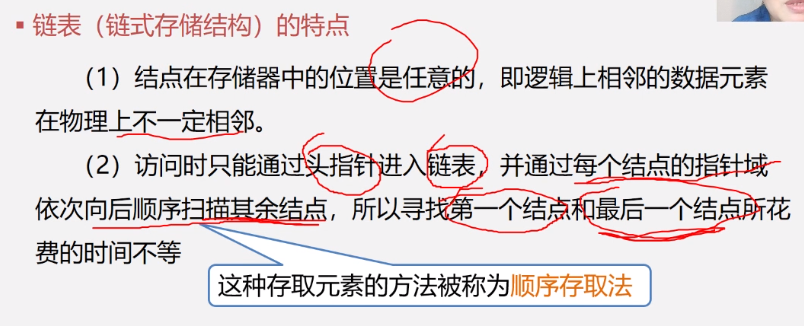 ▪ 链表（链式存储结构）的特点
（1）结点在存储器中的位置是任意的，即逻辑上相邻的数据元素
在物理上不一定相邻。
（2）访问时只能通过头指针进入链表，并通过每个结点的指针域
依次向后顺序扫描其余结点，所以寻找第一个结点和最后一个结点所花
费的时间不等
这种存取元素的方法被称为顺序存取法